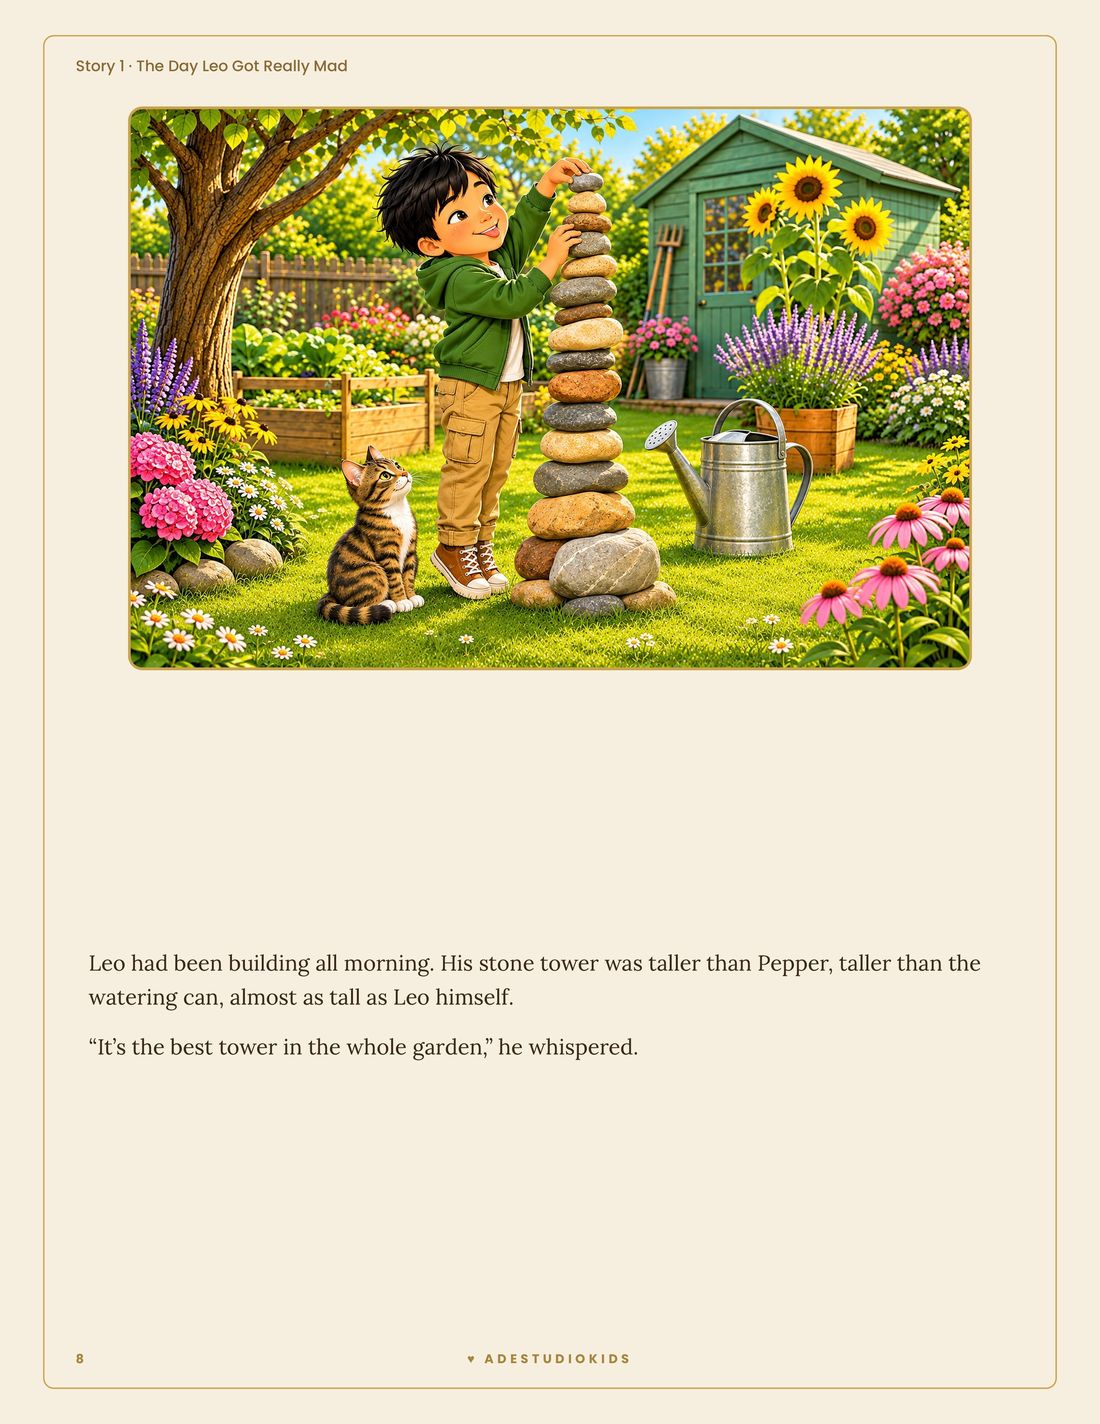 Story 1 · The Day Leo Got Really Mad
Leo had been building all morning. His stone tower was taller than Pepper, taller than the
watering can, almost as tall as Leo himself.
“It’s the best tower in the whole garden,” he whispered.
8
♥ ADESTUDIOKIDS